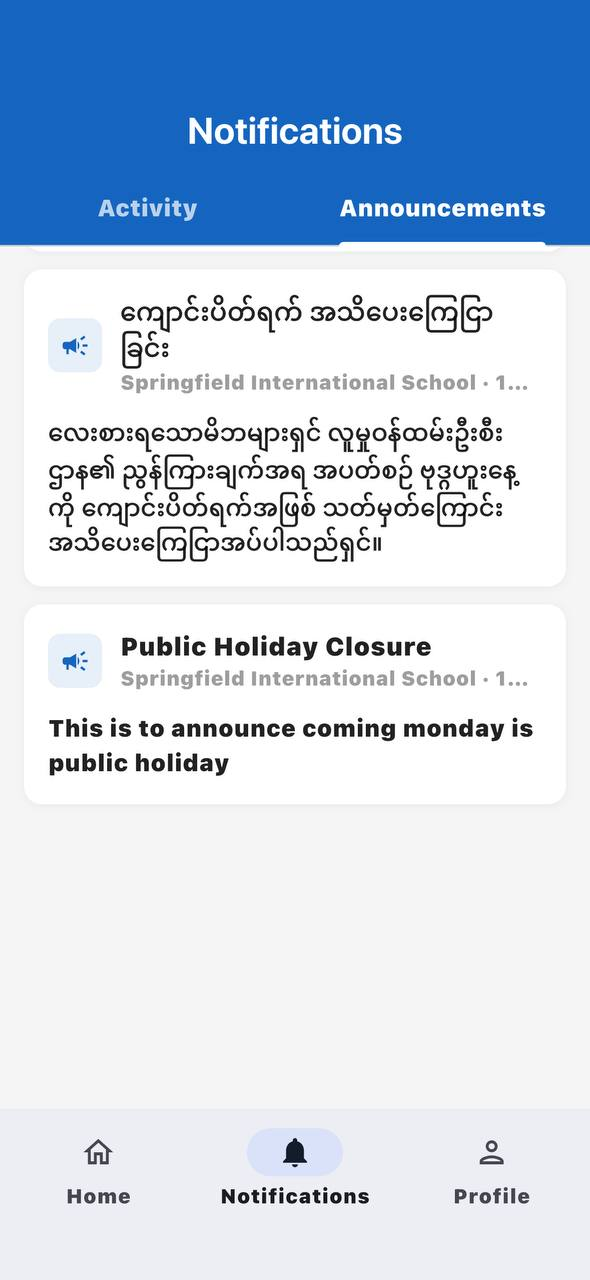 Notifications
Activity
Announcements
ကျောင်းပိတ်ရက် အသိပေးကြေငြာ
ခြင်း
Springfield International School · 1...
လေးစားရသောမိဘများရှင် လူမှုဝန်ထမ်းဦးစီး
ဌာန၏ ညွန်ကြားချက်အရ အပတ်စဉ် ဗုဒ္ဓဟူးနေ့
ကို ကျောင်းပိတ်ရက်အဖြစ် သတ်မှတ်ကြောင်း
အသိပေးကြေငြာအပ်ပါသည်ရှင်။
Public Holiday Closure
Springfield International School · 1...
This is to announce coming monday is
public holiday
Home
Notifications
Profile